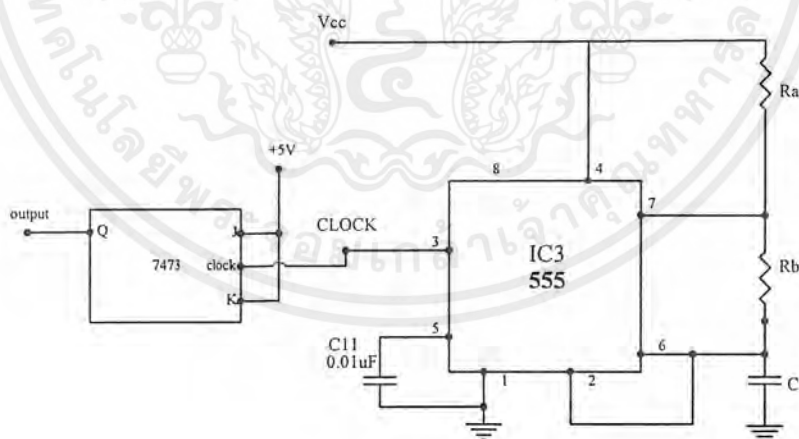 Vcc
Ra
+5V
8
4
7
output
Q
J
CLOCK
3
7473
clock
IC3
555
Rb
K
5
6
C11
0.01uF
1
2
C